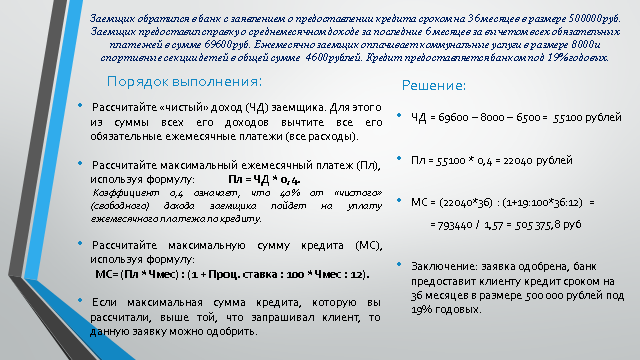 Заемщик обратился в банк с заявлением о предоставлении кредита сроком на 36 месяцев в размере 500000руб.
Заемщик предоставил справку о среднемесячном доходе за последние 6 месяцев за вычетом всех обязательных
платежей в сумме 69600руб. Ежемесячно заемщик оплачивает коммунальные услуги в размере 8000и
спортивные секции детей в общей сумме 4600рублей. Кредит предоставляется банком под 19%годовых.
Порядок выполнения:
• Рассчитайте «чистый» доход (ЧД) заемщика. Для этого
из суммы всех его доходов вычтите все его
обязательные ежемесячные платежи (все расходы).
• Рассчитайте максимальный ежемесячный платеж (Пл),
используя формулу: Пл = ЧД * 0,4.
Коэффициент 0,4 означает, что 40% от «чистого»
(свободного) дохода заемщика пойдет на уплату
ежемесячного платежа по кредиту.
• Рассчитайте максимальную сумму кредита (МС),
используя формулу:
МС= (Пл * Чмес) : (1 + Проц. ставка : 100 * Чмес : 12).
• Если максимальная сумма кредита, которую вы
рассчитали, выше той, что запрашивал клиент, то
данную заявку можно одобрить.
Решение:
• ЧД = 69600 – 8000 – 6500 = 55100 рублей
• Пл = 55100 * 0,4 = 22040 рублей
• МС = (22040*36) : (1+19:100*36:12) =
= 793440 / 1,57 = 505 375,8 руб
• Заключение: заявка одобрена, банк
предоставит клиенту кредит сроком на
36 месяцев в размере 500 000 рублей под
19% годовых.